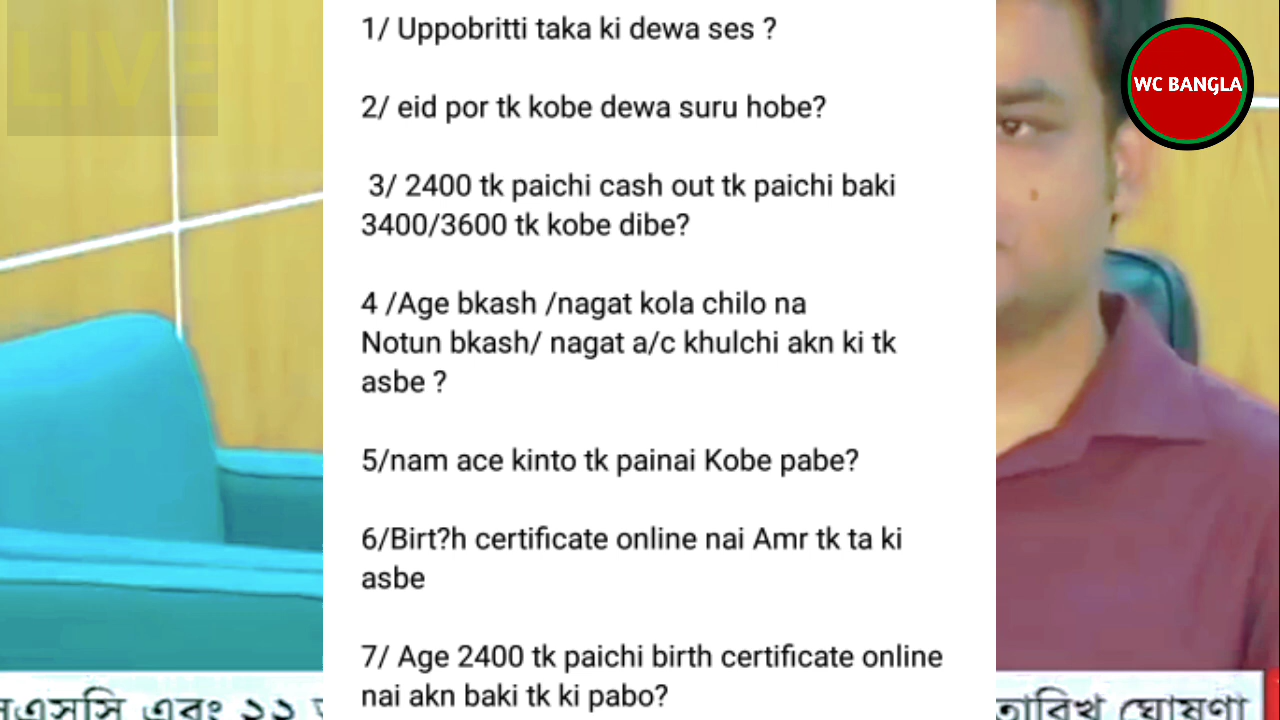 LIVE
WC BANGLA
1/ Uppobritti taka ki dewa ses ?
2/ eid por tk kobe dewa suru hobe?
3/ 2400 tk paichi cash out tk paichi baki
3400/3600 tk kobe dibe?
4 /Age bkash /nagat kola chilo na
Notun bkash/ nagat a/c khulchi akn ki tk
asbe ?
5/nam ace kinto tk painai Kobe pabe?
6/Birt?h certificate online nai Amr tk ta ki
asbe
7/ Age 2400 tk paichi birth certificate online
nai akn baki tk ki pabo?
এবং ২২
তারিখ ঘোষণা